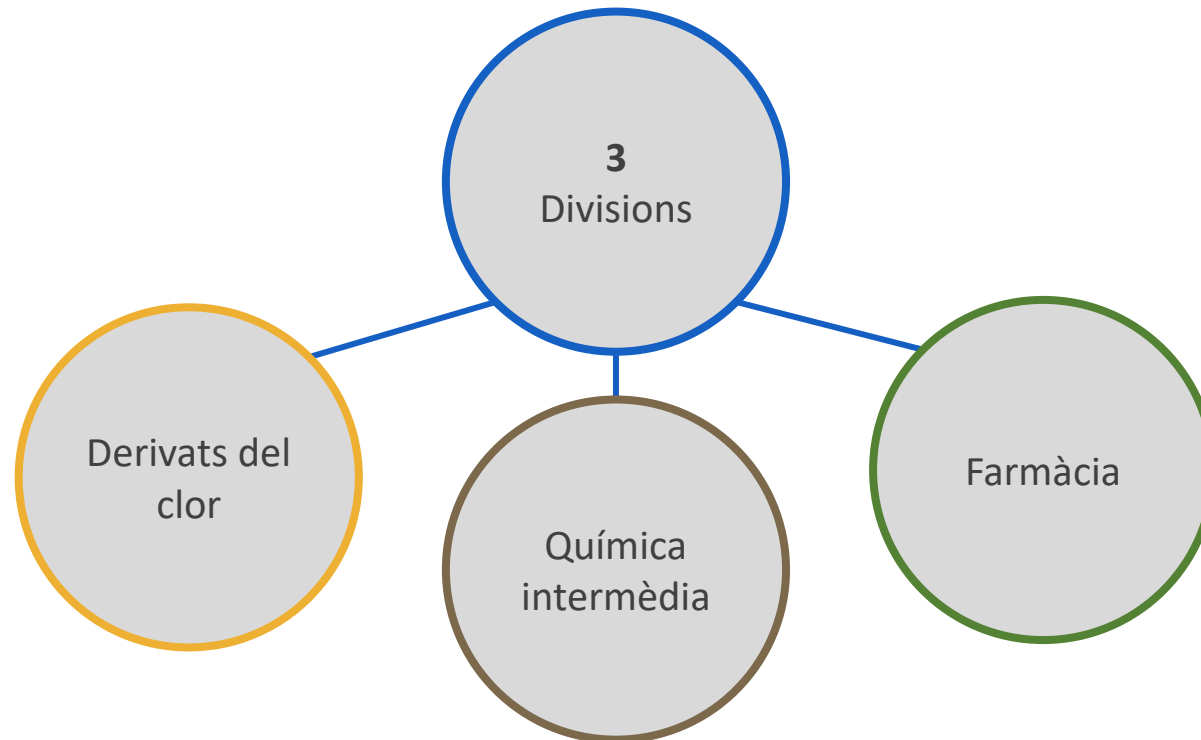 3
Divisions
Derivats del
clor
Química
intermèdia
Farmàcia